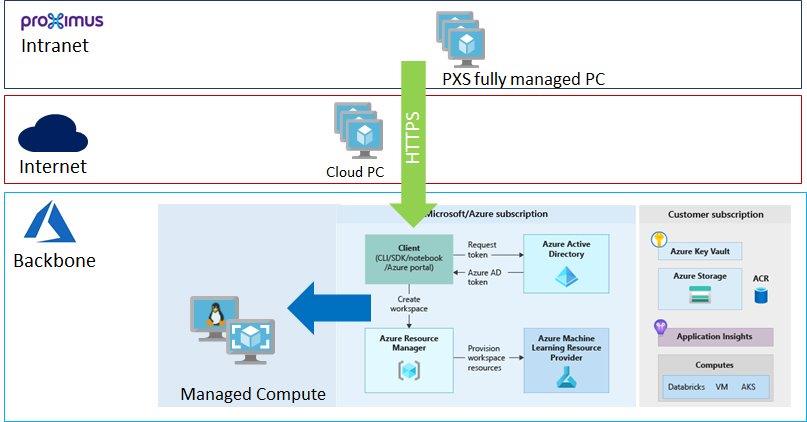 proximus
Intranet
PXS fully managed PC
HTTPS
Internet
Cloud PC
Backbone
Managed Compute
Microsoft/Azure subscription
Client
(CLI/SDK/notebook
/Azure portal)
Request
token
Azure AD
token
Azure Active
Directory
Create
workspace
Azure Resource
Manager
Provision
workspace
resources
Azure Machine
Learning Resource
Provider
Customer subscription
Azure Key Vault
Azure Storage
ACR
Application Insights
Computes
Databricks VM AKS